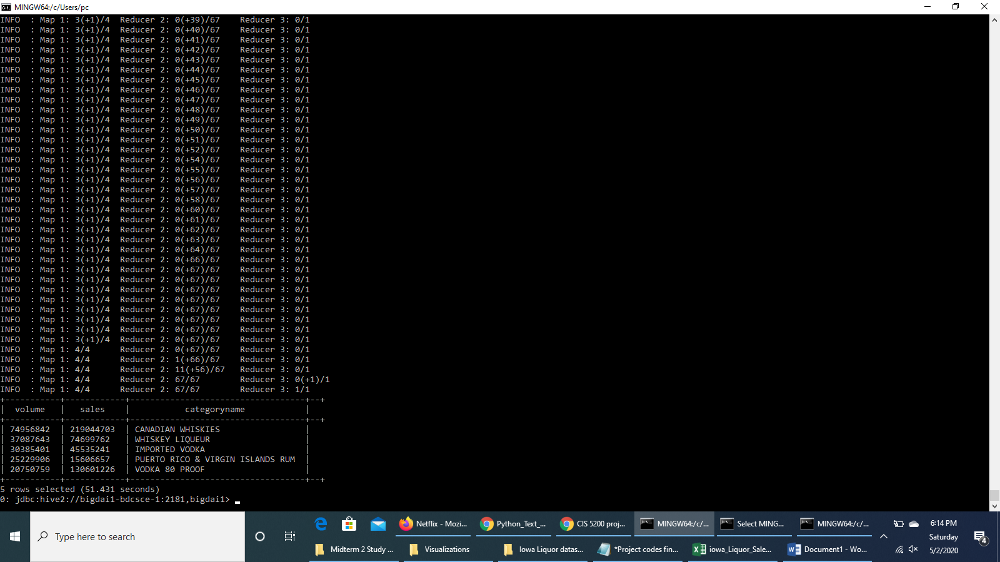 MINGW64:/c/Users/pc
INFO  : Map 1: 3(+1)/4  Reducer 2: 0(+39)/67    Reducer 3: 0/1
INFO  : Map 1: 3(+1)/4  Reducer 2: 0(+40)/67    Reducer 3: 0/1
INFO  : Map 1: 3(+1)/4  Reducer 2: 0(+41)/67    Reducer 3: 0/1
INFO  : Map 1: 3(+1)/4  Reducer 2: 0(+42)/67    Reducer 3: 0/1
INFO  : Map 1: 3(+1)/4  Reducer 2: 0(+43)/67    Reducer 3: 0/1
INFO  : Map 1: 3(+1)/4  Reducer 2: 0(+44)/67    Reducer 3: 0/1
INFO  : Map 1: 3(+1)/4  Reducer 2: 0(+45)/67    Reducer 3: 0/1
INFO  : Map 1: 3(+1)/4  Reducer 2: 0(+46)/67    Reducer 3: 0/1
INFO  : Map 1: 3(+1)/4  Reducer 2: 0(+47)/67    Reducer 3: 0/1
INFO  : Map 1: 3(+1)/4  Reducer 2: 0(+48)/67    Reducer 3: 0/1
INFO  : Map 1: 3(+1)/4  Reducer 2: 0(+49)/67    Reducer 3: 0/1
INFO  : Map 1: 3(+1)/4  Reducer 2: 0(+50)/67    Reducer 3: 0/1
INFO  : Map 1: 3(+1)/4  Reducer 2: 0(+51)/67    Reducer 3: 0/1
INFO  : Map 1: 3(+1)/4  Reducer 2: 0(+52)/67    Reducer 3: 0/1
INFO  : Map 1: 3(+1)/4  Reducer 2: 0(+54)/67    Reducer 3: 0/1
INFO  : Map 1: 3(+1)/4  Reducer 2: 0(+55)/67    Reducer 3: 0/1
INFO  : Map 1: 3(+1)/4  Reducer 2: 0(+56)/67    Reducer 3: 0/1
INFO  : Map 1: 3(+1)/4  Reducer 2: 0(+57)/67    Reducer 3: 0/1
INFO  : Map 1: 3(+1)/4  Reducer 2: 0(+58)/67    Reducer 3: 0/1
INFO  : Map 1: 3(+1)/4  Reducer 2: 0(+60)/67    Reducer 3: 0/1
INFO  : Map 1: 3(+1)/4  Reducer 2: 0(+61)/67    Reducer 3: 0/1
INFO  : Map 1: 3(+1)/4  Reducer 2: 0(+62)/67    Reducer 3: 0/1
INFO  : Map 1: 3(+1)/4  Reducer 2: 0(+63)/67    Reducer 3: 0/1
INFO  : Map 1: 3(+1)/4  Reducer 2: 0(+64)/67    Reducer 3: 0/1
INFO  : Map 1: 3(+1)/4  Reducer 2: 0(+66)/67    Reducer 3: 0/1
INFO  : Map 1: 3(+1)/4  Reducer 2: 0(+67)/67    Reducer 3: 0/1
INFO  : Map 1: 3(+1)/4  Reducer 2: 0(+67)/67    Reducer 3: 0/1
INFO  : Map 1: 3(+1)/4  Reducer 2: 0(+67)/67    Reducer 3: 0/1
INFO  : Map 1: 3(+1)/4  Reducer 2: 0(+67)/67    Reducer 3: 0/1
INFO  : Map 1: 3(+1)/4  Reducer 2: 0(+67)/67    Reducer 3: 0/1
INFO  : Map 1: 3(+1)/4  Reducer 2: 0(+67)/67    Reducer 3: 0/1
INFO  : Map 1: 3(+1)/4  Reducer 2: 0(+67)/67    Reducer 3: 0/1
INFO  : Map 1: 3(+1)/4  Reducer 2: 0(+67)/67    Reducer 3: 0/1
INFO  : Map 1: 4/4      Reducer 2: 0(+67)/67    Reducer 3: 0/1
INFO  : Map 1: 4/4      Reducer 2: 1(+66)/67    Reducer 3: 0/1
INFO  : Map 1: 4/4      Reducer 2: 11(+56)/67   Reducer 3: 0/1
INFO  : Map 1: 4/4      Reducer 2: 67/67        Reducer 3: 0(+1)/1
INFO  : Map 1: 4/4      Reducer 2: 67/67        Reducer 3: 1/1
+-----------+------------+-----------------------------------+--+
|  volume   |   sales    |           categoryname            |
+-----------+------------+-----------------------------------+--+
| 74956842  | 219044703  | CANADIAN WHISKIES                 |
| 37087643  | 74699762   | WHISKEY LIQUEUR                   |
| 30385401  | 45535241   | IMPORTED VODKA                    |
| 25229906  | 15606657   | PUERTO RICO & VIRGIN ISLANDS RUM  |
| 20750759  | 130601226  | VODKA 80 PROOF                    |
+-----------+------------+-----------------------------------+--+
5 rows selected (51.431 seconds)
0: jdbc:hive2://bigdai1-bdcsce-1:2181,bigdai1>
Type here to search
Netflix - Mozi... Python_Text_... CIS 5200 proj... MINGW64:/c/... Select MING... MINGW64:/c/...
Midterm 2 Study ... Visualizations Iowa Liquor datas... *Project codes fin... iowa_Liquor_Sale... Document1 - Wo...
6:14 PM
Saturday
5/2/2020
4